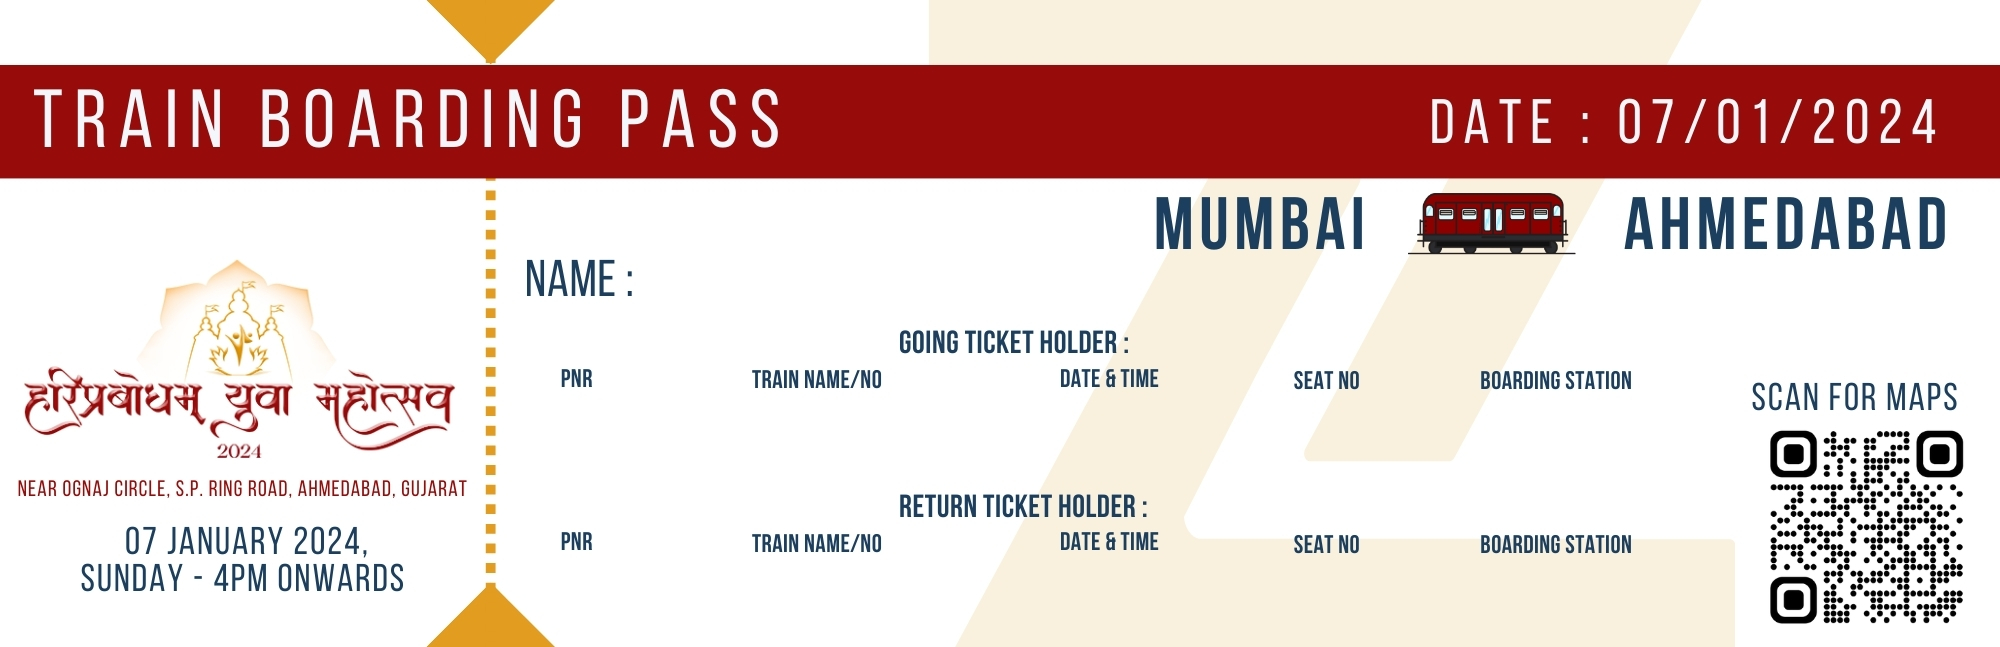 TRAIN BOARDING PASS
DATE : 07/01/2024
MUMBAI
AHMEDABAD
NAME :
GOING TICKET HOLDER :
PNR
TRAIN NAME/NO
DATE & TIME
SEAT NO
BOARDING STATION
RETURN TICKET HOLDER :
PNR
TRAIN NAME/NO
DATE & TIME
SEAT NO
BOARDING STATION
SCAN FOR MAPS
हरिप्रबोधम् युवा महोत्सव
2024
NEAR OGNAJ CIRCLE, S.P. RING ROAD, AHMEDABAD, GUJARAT
07 JANUARY 2024,
SUNDAY - 4PM ONWARDS